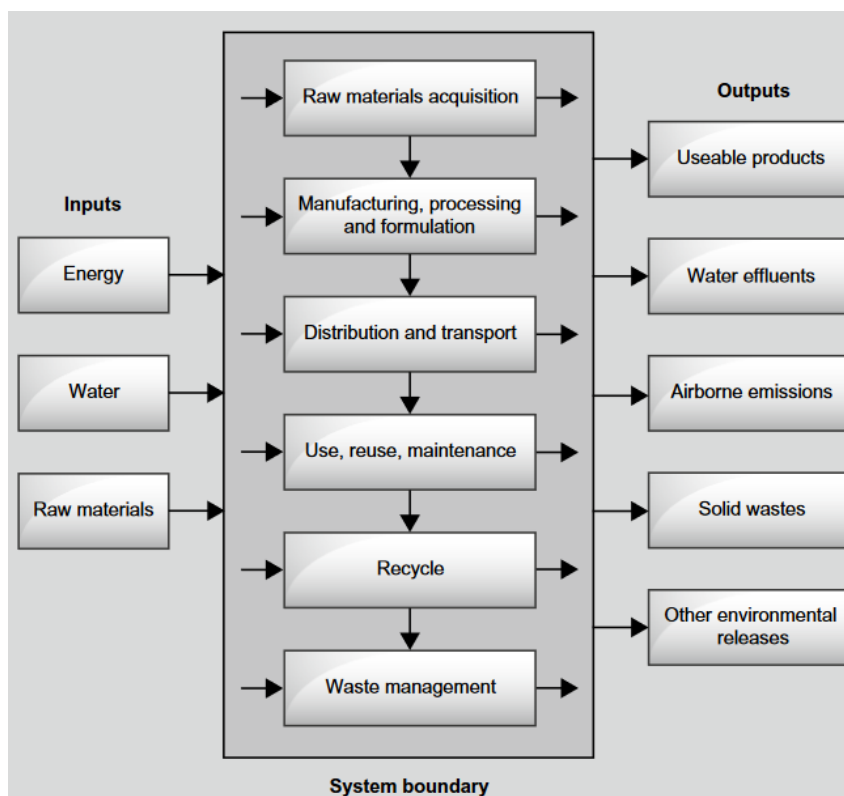 Inputs
Energy
Water
Raw materials
Raw materials acquisition
Manufacturing, processing
and formulation
Distribution and transport
Use, reuse, maintenance
Recycle
Waste management
System boundary
Outputs
Useable products
Water effluents
Airborne emissions
Solid wastes
Other environmental
releases